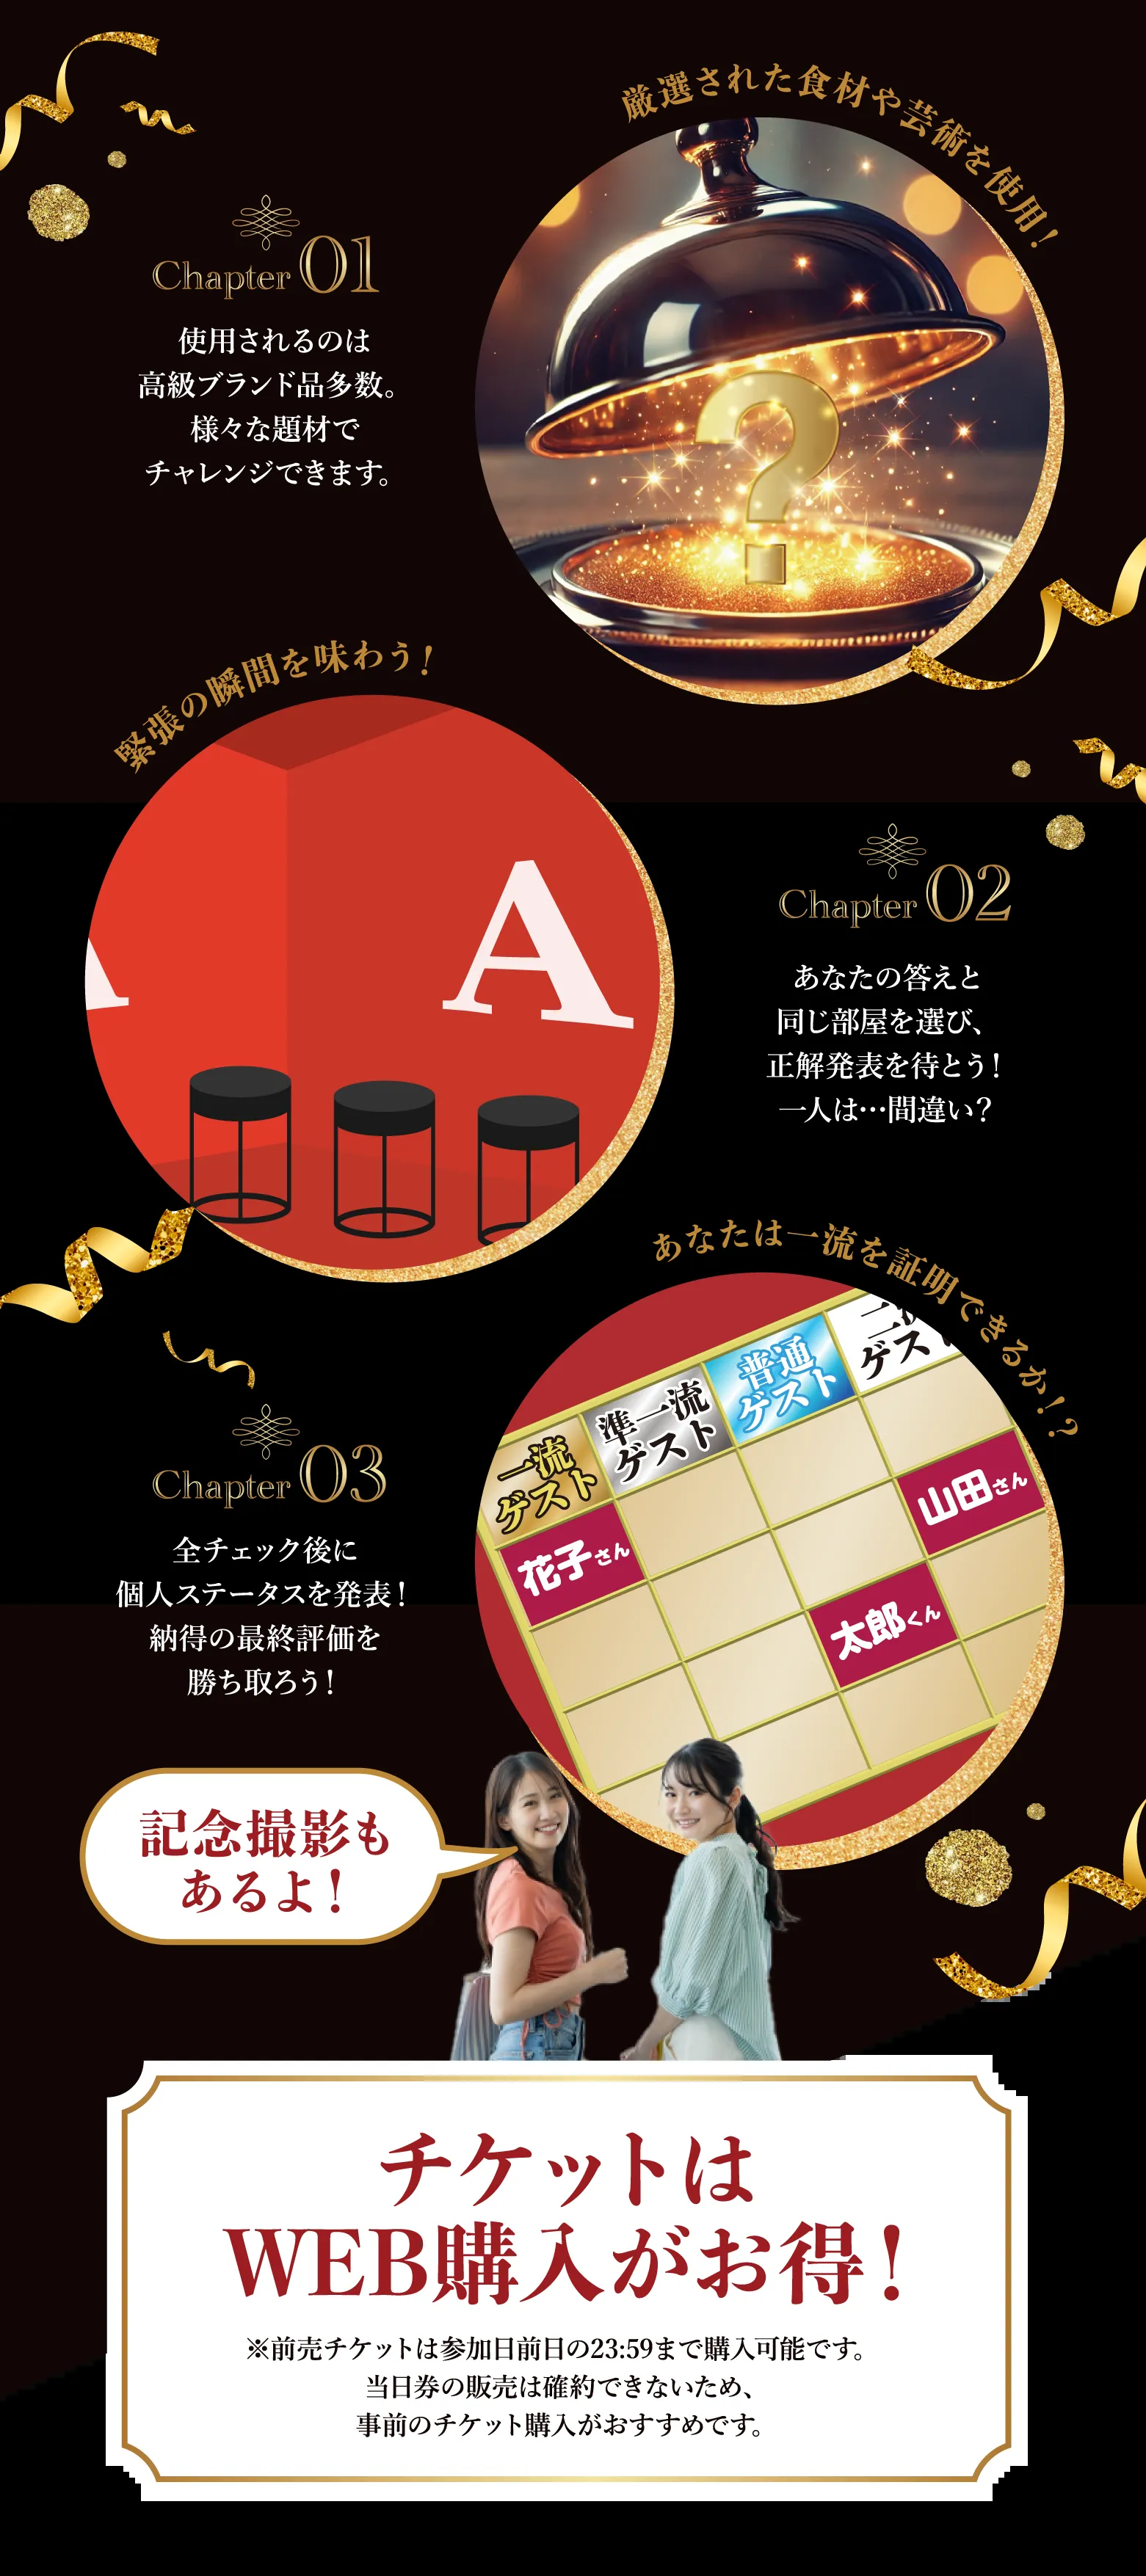 厳選された食材や芸術を使用！
Chapter 01
使用されるのは
高級ブランド品多数。
様々な題材で
チャレンジできます。
緊張の瞬間を味わう！
A
Chapter 02
あなたの答えと
同じ部屋を選び、
正解発表を待とう！
一人は…間違い？
あなたは一流を証明できるか！？
Chapter 03
全チェック後に
個人ステータスを発表！
納得の最終評価を
勝ち取ろう！
一流
ゲスト
準一流
ゲスト
普通
ゲスト
花子さん
太郎くん
山田さん
記念撮影も
あるよ！
チケットは
WEB購入がお得！
※前売チケットは参加日前日の23:59まで購入可能です。
当日券の販売は確約できないため、
事前のチケット購入がおすすめです。